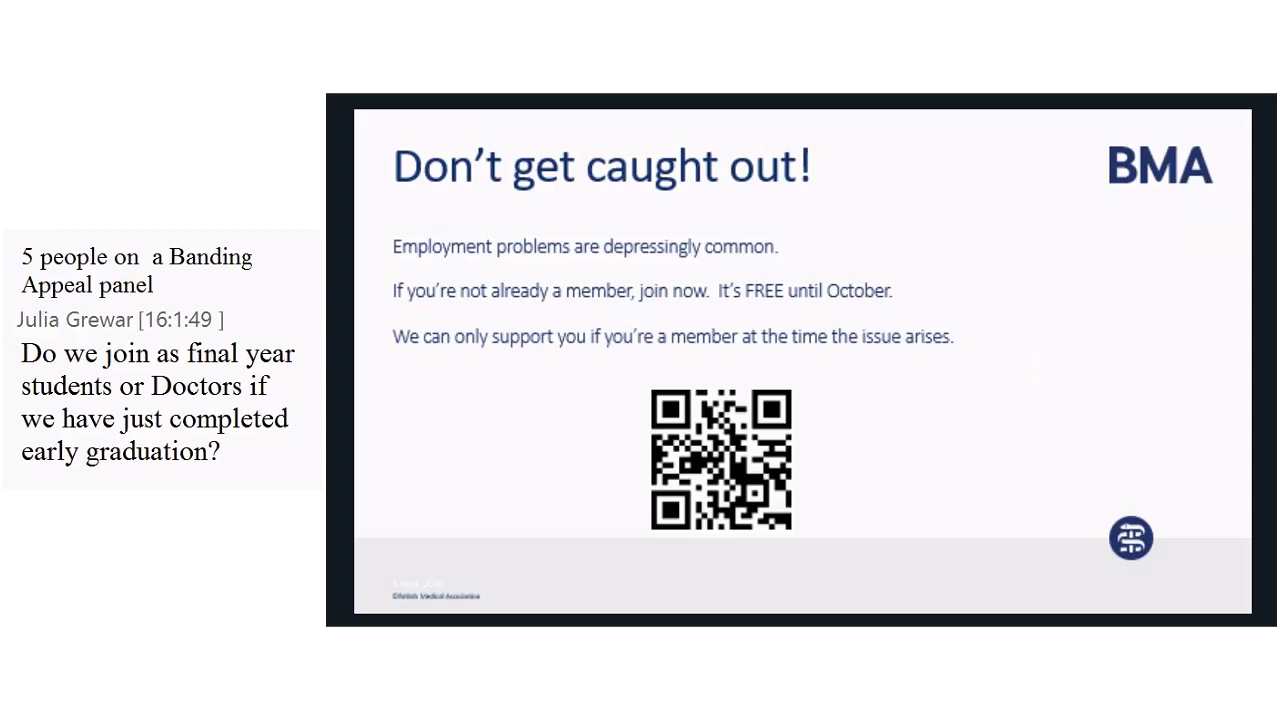 5 people on  a Banding
Appeal panel
Julia Grewar [16:1:49 ]
Do we join as final year
students or Doctors if
we have just completed
early graduation?
Don't get caught out!
BMA
Employment problems are depressingly common.
If you're not already a member, join now.  It's FREE until October.
We can only support you if you're a member at the time the issue arises.
©British Medical Association